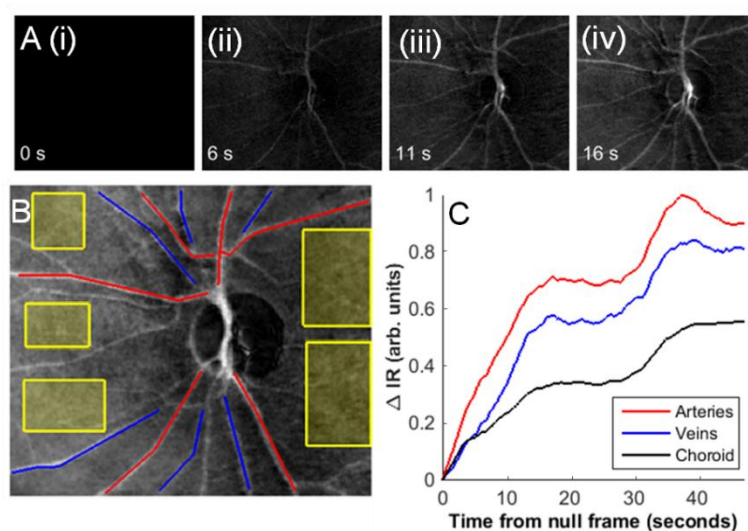 A (i)
(ii)
(iii)
(iv)
0 s
6 s
11 s
16 s
B
C
1
0.8
0.6
0.4
0.2
0
Δ IR (arb. units)
0 10 20 30 40
Time from null frame (seconds)
Arteries
Veins
Choroid